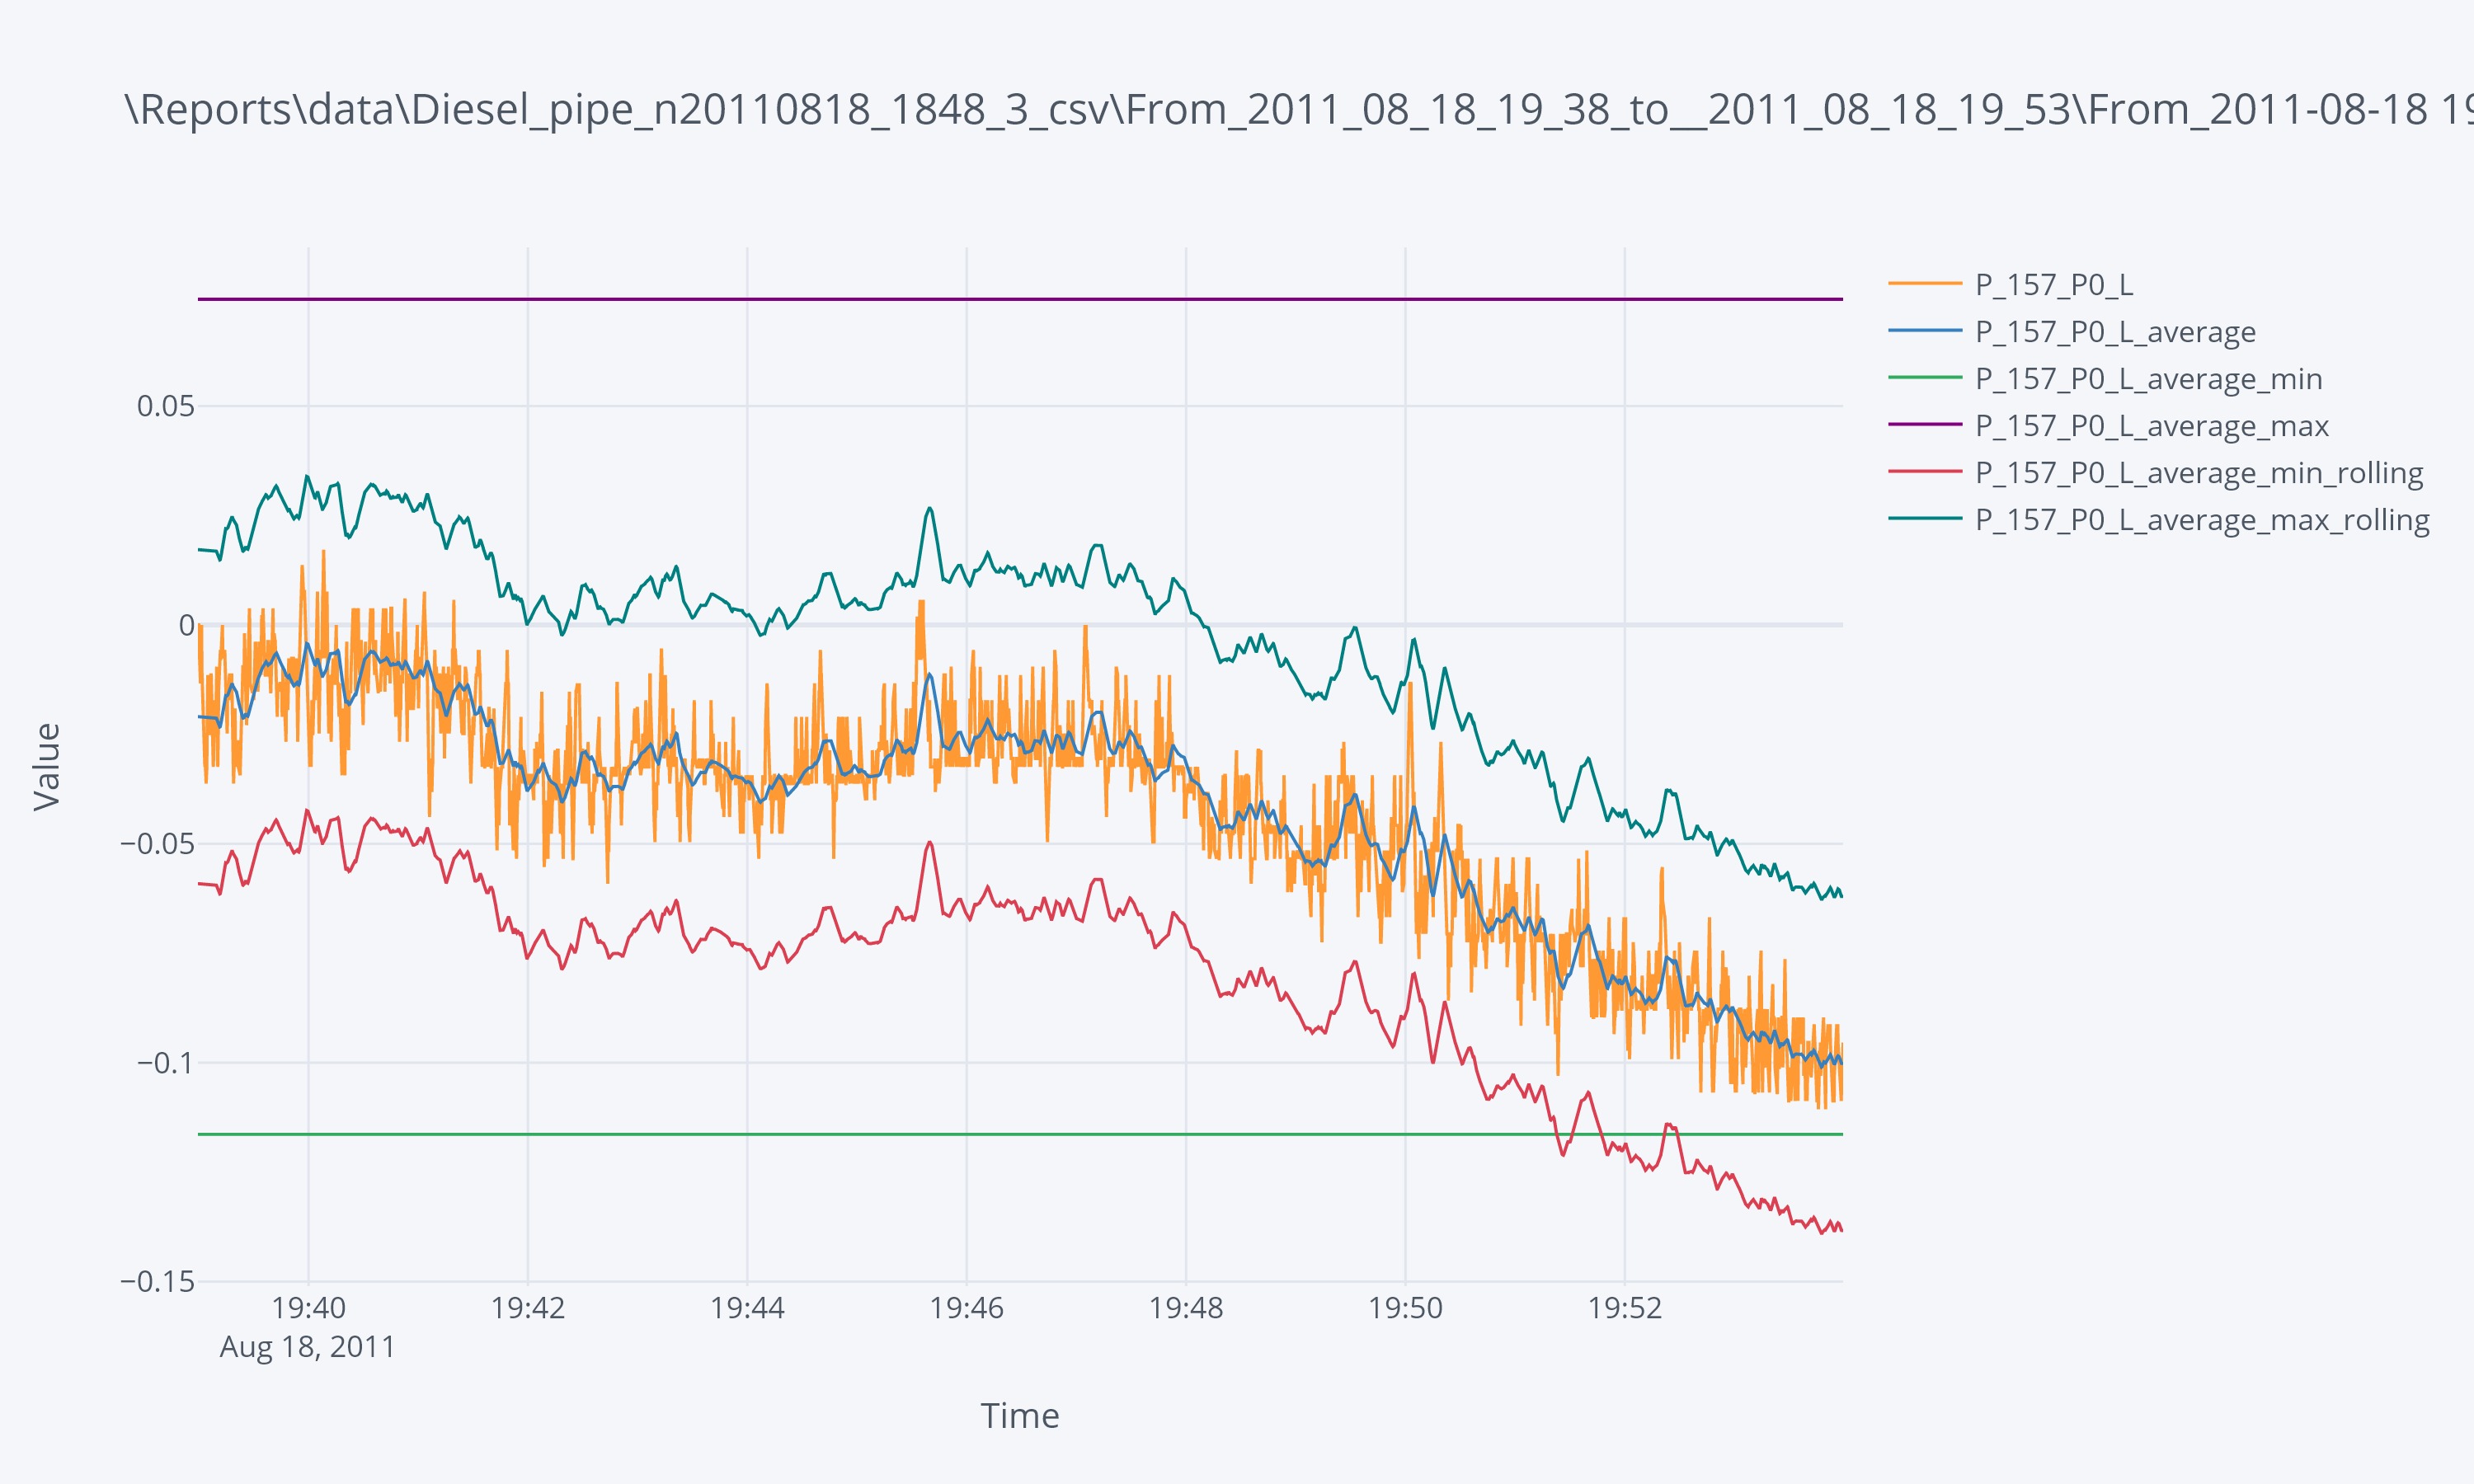 \Reports\data\Diesel_pipe_n20110818_1848_3_csv\From_2011_08_18_19_38_to__2011_08_18_19_53\From_2011-08-18 19
P_157_P0_L
P_157_P0_L_average
P_157_P0_L_average_min
P_157_P0_L_average_max
P_157_P0_L_average_min_rolling
P_157_P0_L_average_max_rolling
0.05
0
−0.05
−0.1
−0.15
Value
19:40 19:42 19:44 19:46 19:48 19:50 19:52
Aug 18, 2011
Time